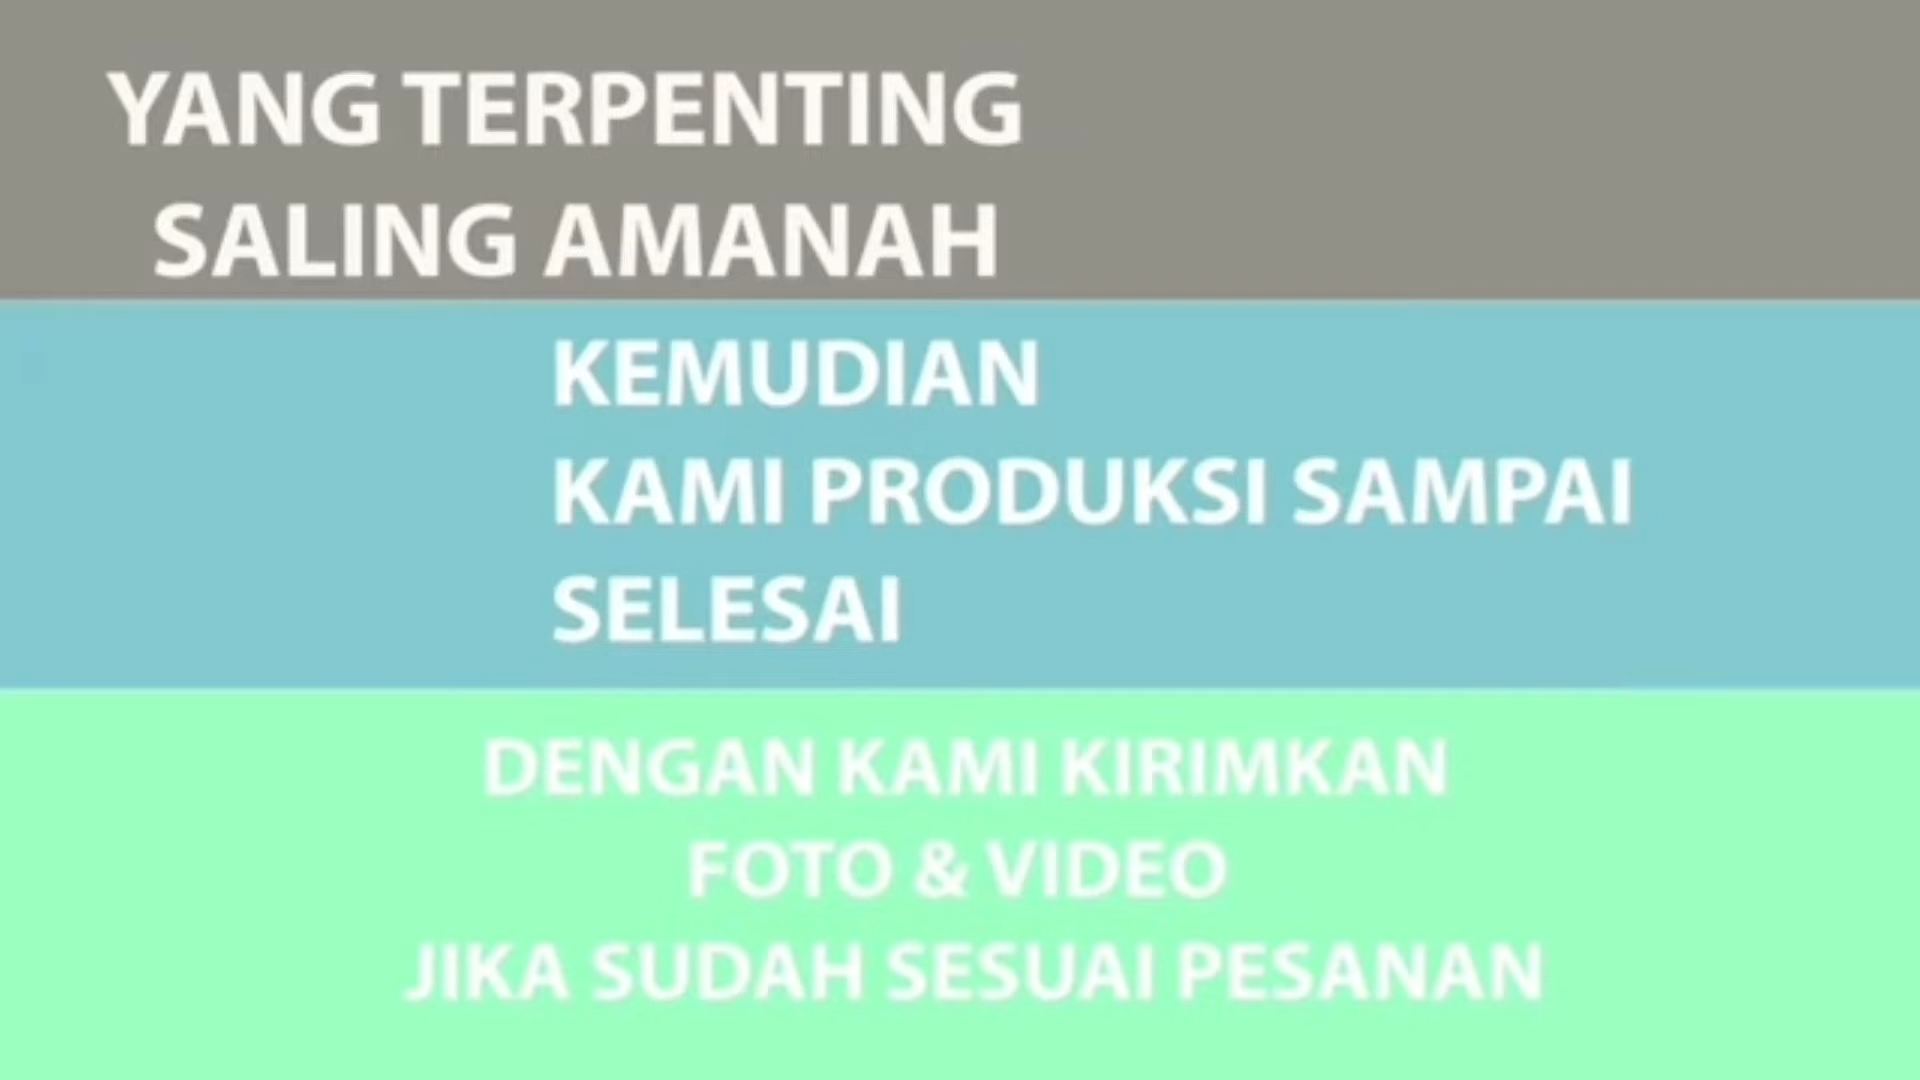 YANG TERPENTING
SALING AMANAH
KEMUDIAN
KAMI PRODUKSI SAMPAI
SELESAI
DENGAN KAMI KIRIMKAN
FOTO & VIDEO
JIKA SUDAH SESUAI PESANAN